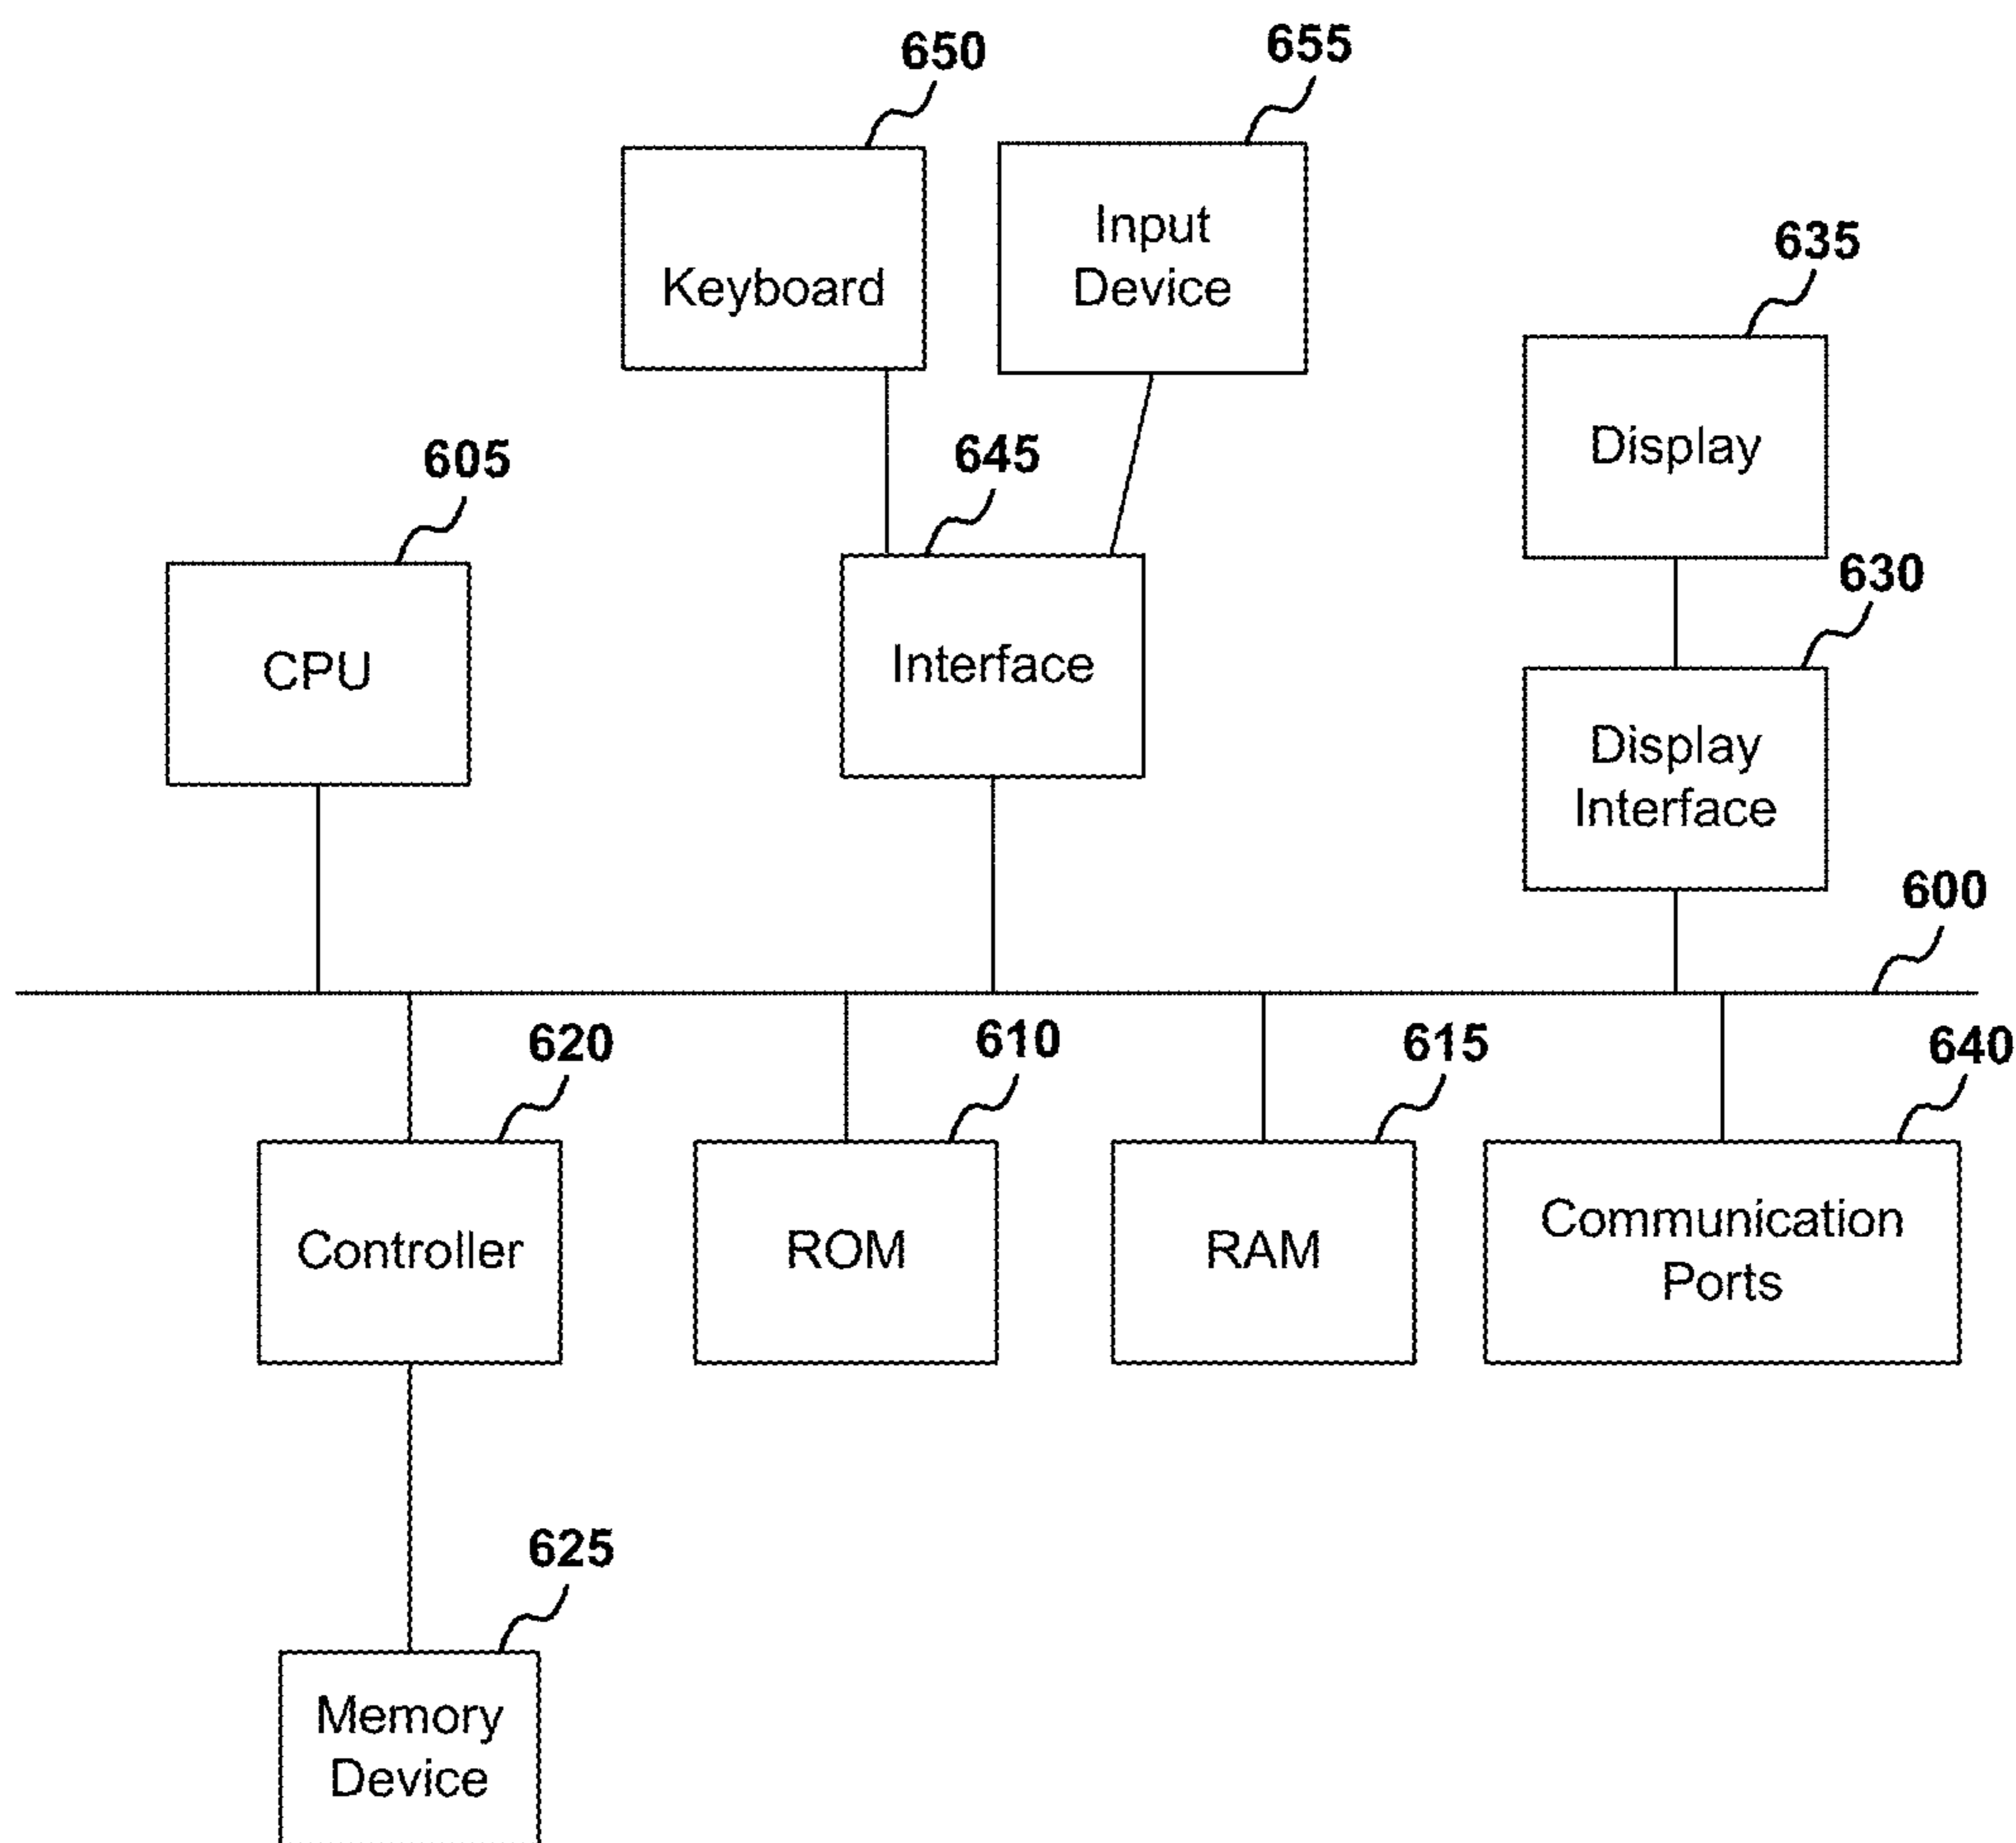 650
655
Keyboard
Input
Device
635
Display
605
645
630
CPU
Interface
Display
Interface
600
620
610
615
640
Controller
ROM
RAM
Communication
Ports
625
Memory
Device